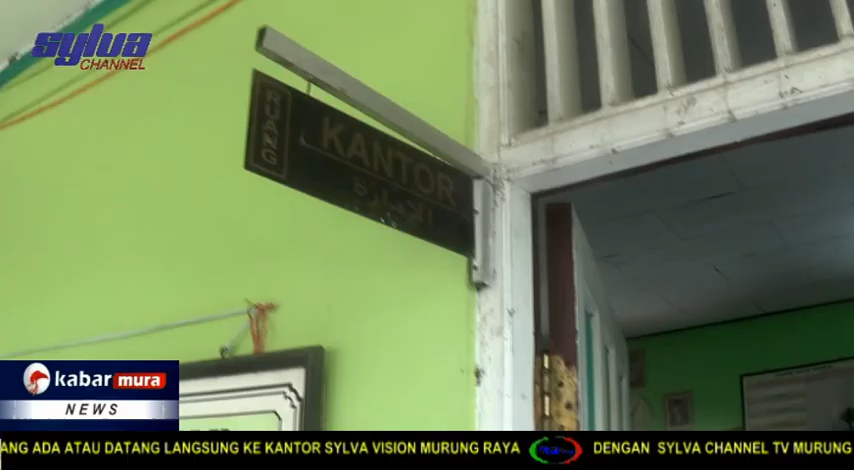 sylva
CHANNEL
RUANG
KANTOR
الإدارة
kabar mura
NEWS
ANG ADA ATAU DATANG LANGSUNG KE KANTOR SYLVA VISION MURUNG RAYA
DENGAN SYLVA CHANNEL TV MURUNG